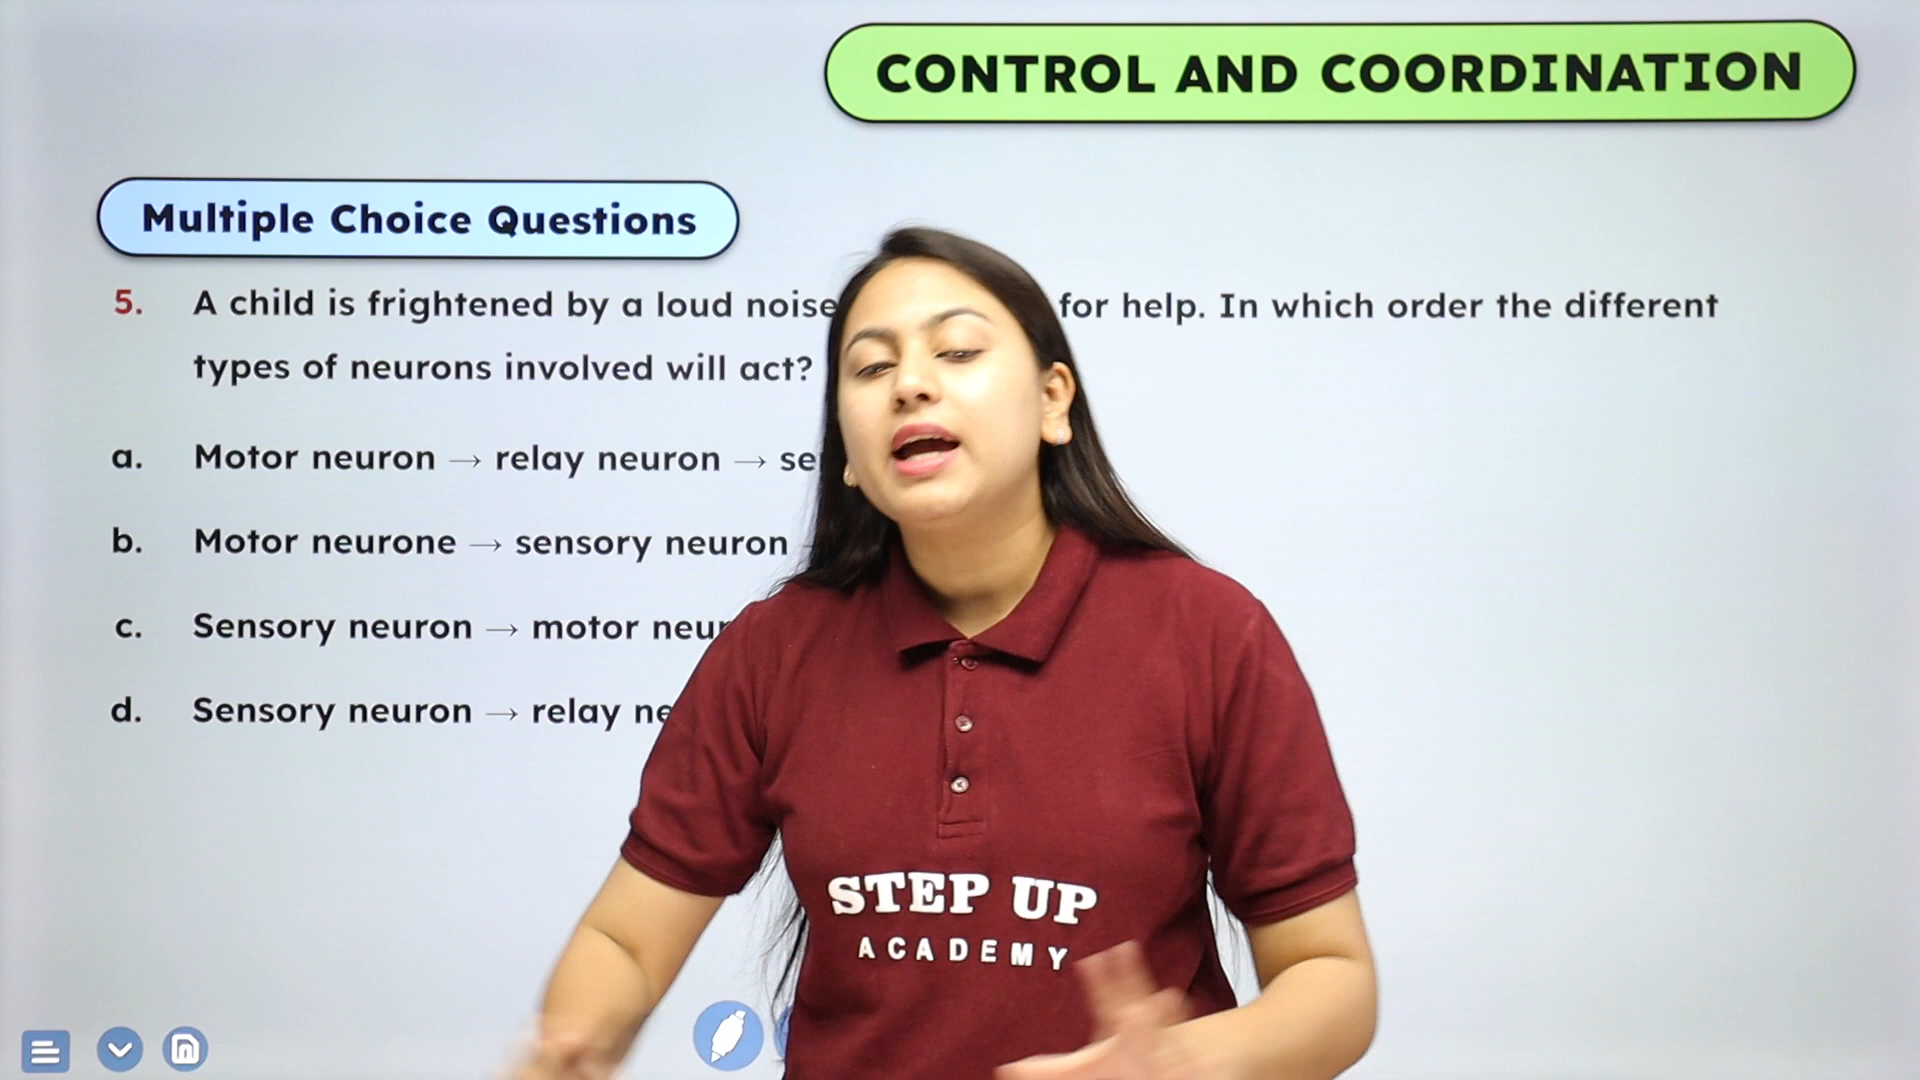 CONTROL AND COORDINATION
Multiple Choice Questions
5. A child is frightened by a loud noise for help. In which order the different
types of neurons involved will act?
a. Motor neuron → relay neuron →
b. Motor neurone → sensory neuron
c. Sensory neuron → motor
d. Sensory neuron → relay
STEP UP
ACADEMY